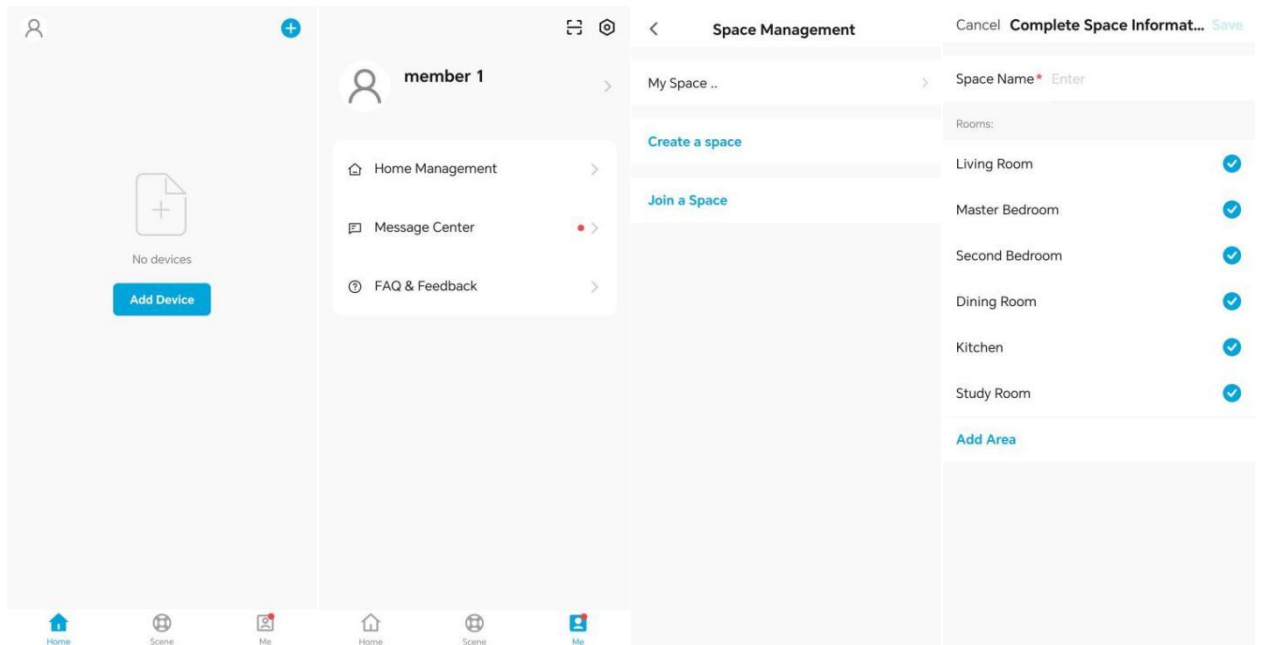 No devices
Add Device
Home
Scene
Me
member 1
Home Management
Message Center
FAQ & Feedback
Home
Scene
Me
Space Management
My Space ..
Create a space
Join a Space
Cancel Complete Space Informat... Save
Space Name* Enter
Rooms:
Living Room
Master Bedroom
Second Bedroom
Dining Room
Kitchen
Study Room
Add Area